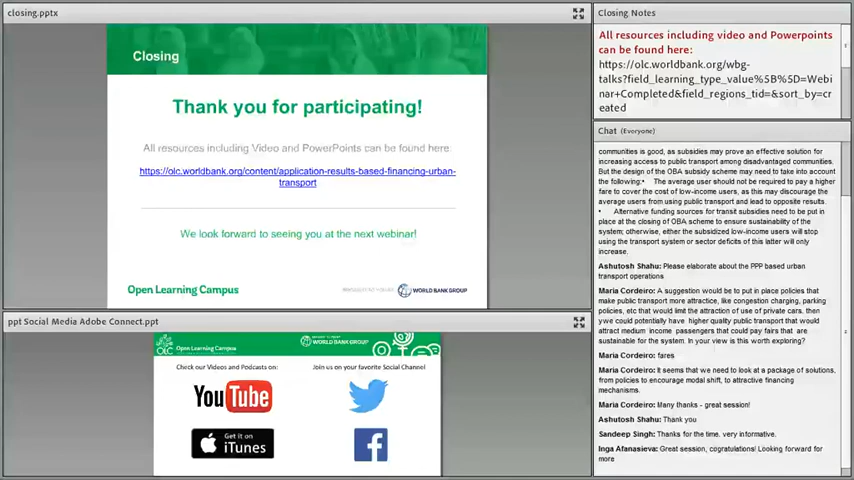 closing.pptx
Closing
Thank you for participating!
All resources including Video and PowerPoints can be found here:
https://olc.worldbank.org/content/application-results-based-financing-urban-
transport
We look forward to seeing you at the next webinar!
Open Learning Campus
WORLD BANK GROUP
ppt Social Media Adobe Connect.ppt
OLC
Open Learning Campus
WORLD BANK GROUP
Check our Videos and Podcasts on:
Join us on your favorite Social Channel
YouTube
Get it on
iTunes
Closing Notes
All resources including video and Powerpoints
can be found here:
https://olc.worldbank.org/wbg-
talks?field_learning_type_value%5B%5D=Webi
nar+Completed&field_regions_tid=&sort_by=cr
eated
Chat (Everyone)
communities is good, as subsidies may prove an effective solution for
increasing access to public transport among disadvantaged communities.
But the design of the OBA subsidy scheme may need to take into account
the following:• The average user should not be required to pay a higher
fare to cover the cost of low-income users, as this may discourage the
average users from using public transport and lead to opposite results.
• Alternative funding sources for transit subsidies need to be put in
place at the closing of OBA scheme to ensure sustainability of the
system; otherwise, either the subsidized low-income users will stop
using the transport system or sector deficits of this latter will only
increase.
Ashutosh Shahu: Please elaborate about the PPP based urban
transport operations
Maria Cordeiro: A suggestion would be to put in place policies that
make public transport more attractive, like congestion charging, parking
policies, etc that would limit the attraction of use of private cars. then
ywe could potentially have higher quality public transport that would
attract medium income passengers that could pay fairs that are
sustainable for the system. In your view is this worth exploring?
Maria Cordeiro: fares
Maria Cordeiro: It seems that we need to look at a package of solutions,
from policies to encourage modal shift, to attractive financing
mechanisms.
Maria Cordeiro: Many thanks - great session!
Ashutosh Shahu: Thank you
Sandeep Singh: Thanks for the time. very informative.
Inga Afanasieva: Great session, cogratulations! Looking forward for
more